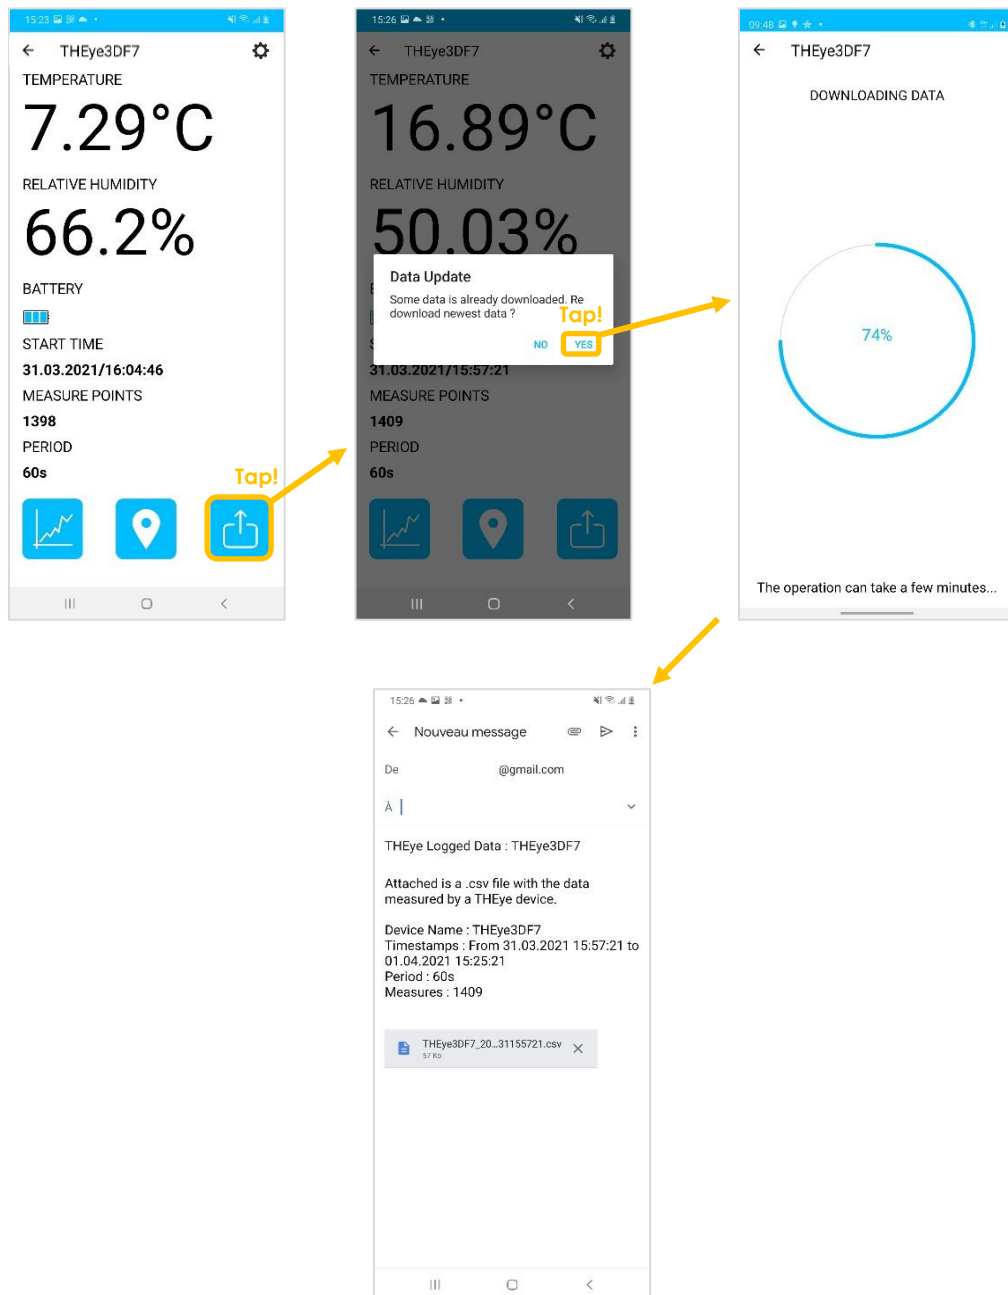 15:23
THEye3DF7
TEMPERATURE
7.29°C
RELATIVE HUMIDITY
66.2%
BATTERY
START TIME
31.03.2021/16:04:46
MEASURE POINTS
1398
PERIOD
60s
Tap!
15:26
THEye3DF7
TEMPERATURE
16.89°C
RELATIVE HUMIDITY
50.03%
Data Update
Some data is already downloaded. Re
download newest data ?
Tap!
NO YES
31.03.2021/15:57:21
MEASURE POINTS
1409
PERIOD
60s
09:48
THEye3DF7
DOWNLOADING DATA
74%
The operation can take a few minutes...
15:26
Nouveau message
De @gmail.com
À
THEye Logged Data : THEye3DF7
Attached is a .csv file with the data
measured by a THEye device.
Device Name : THEye3DF7
Timestamps : From 31.03.2021 15:57:21 to
01.04.2021 15:25:21
Period : 60s
Measures : 1409
THEye3DF7_20...31155721.csv
57 Ko